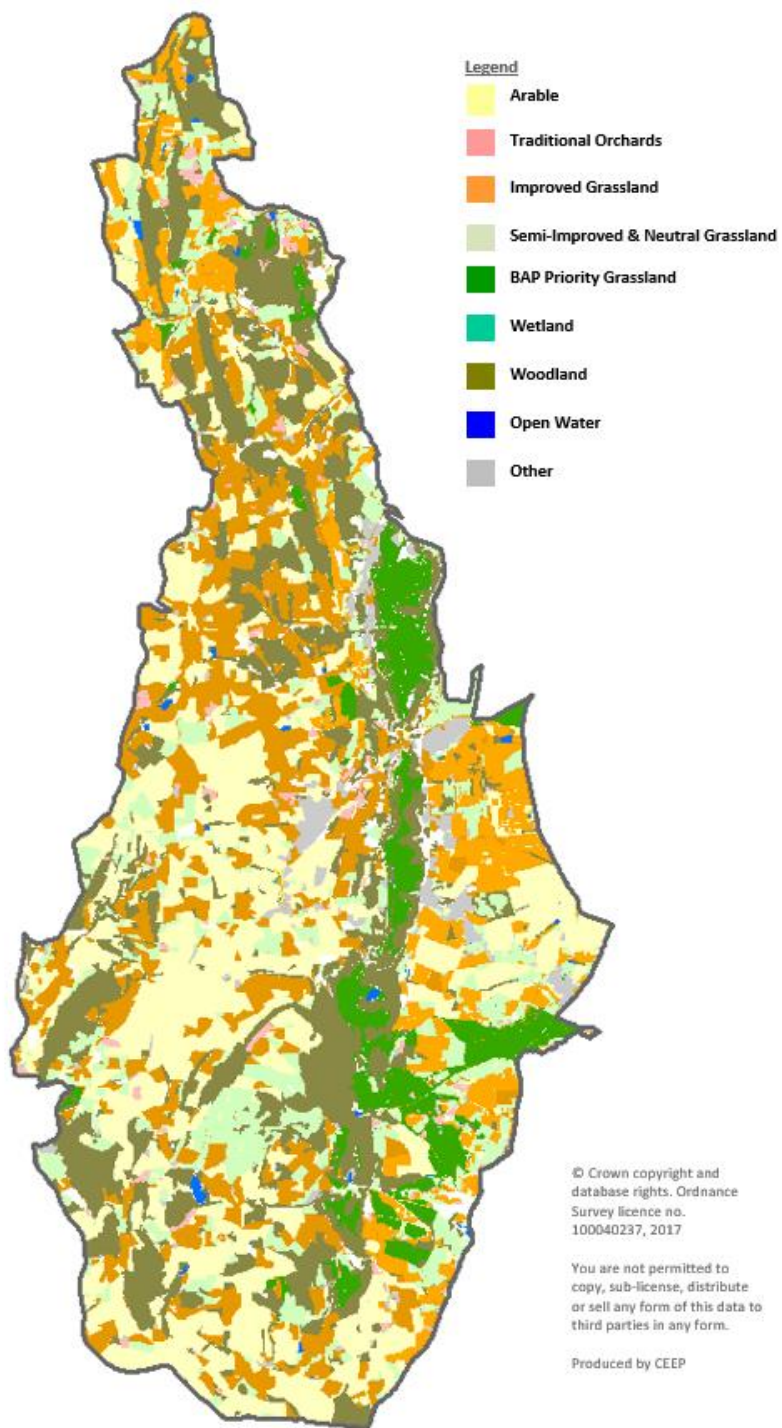 Legend
Arable
Traditional Orchards
Improved Grassland
Semi-Improved & Neutral Grassland
BAP Priority Grassland
Wetland
Woodland
Open Water
Other
© Crown copyright and
database rights. Ordnance
Survey licence no.
100040237, 2017
You are not permitted to
copy, sub-license, distribute
or sell any form of this data to
third parties in any form.
Produced by CEEP